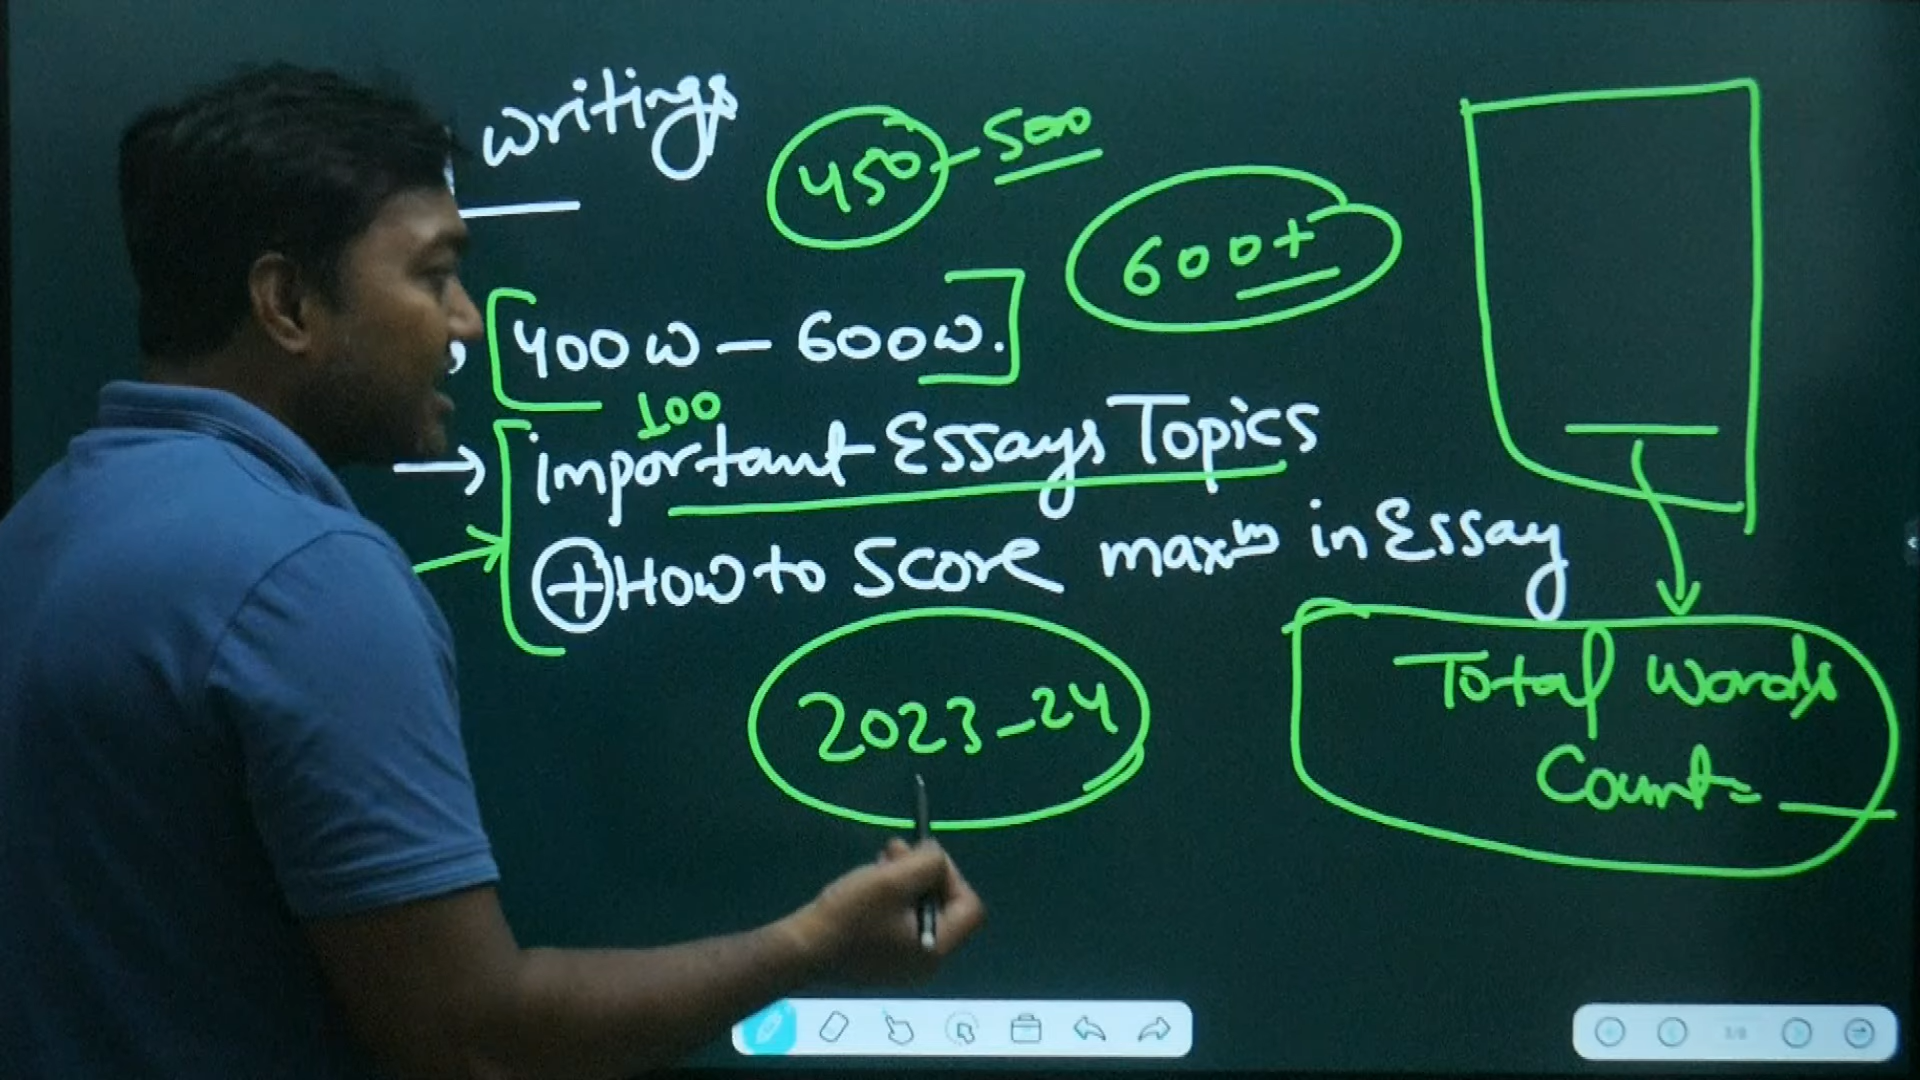 writings
450 - 500
600+
400 w - 600w.
100
→ important Essays Topics
+ How to Score max^m in Essay
2023-24
Total words
Count=